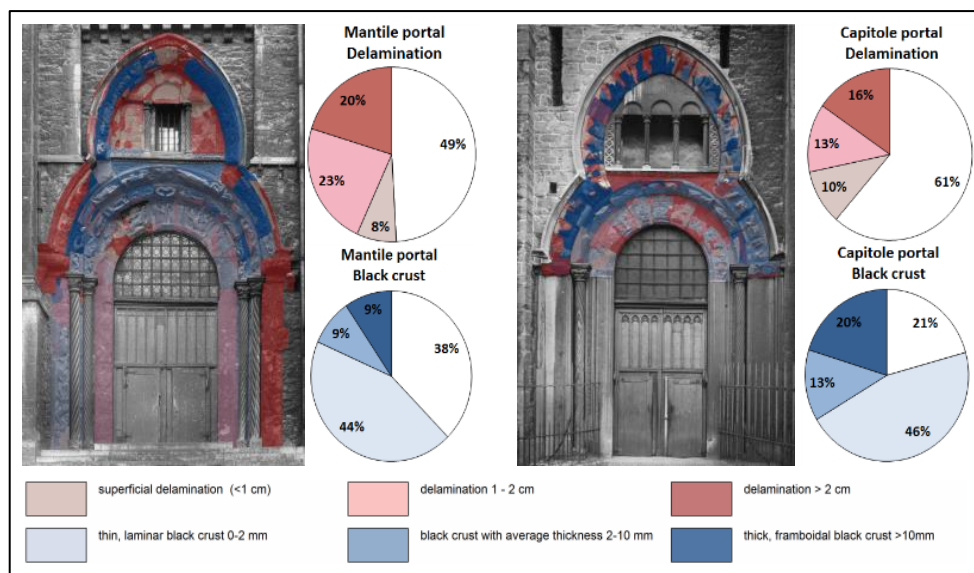 Mantile portal
Delamination
20%
49%
23%
8%
Mantile portal
Black crust
9%
9%
38%
44%
Capitole portal
Delamination
16%
13%
10%
61%
Capitole portal
Black crust
20%
21%
13%
46%
superficial delamination (<1 cm)
delamination 1 - 2 cm
delamination > 2 cm
thin, laminar black crust 0-2 mm
black crust with average thickness 2-10 mm
thick, framboidal black crust >10mm